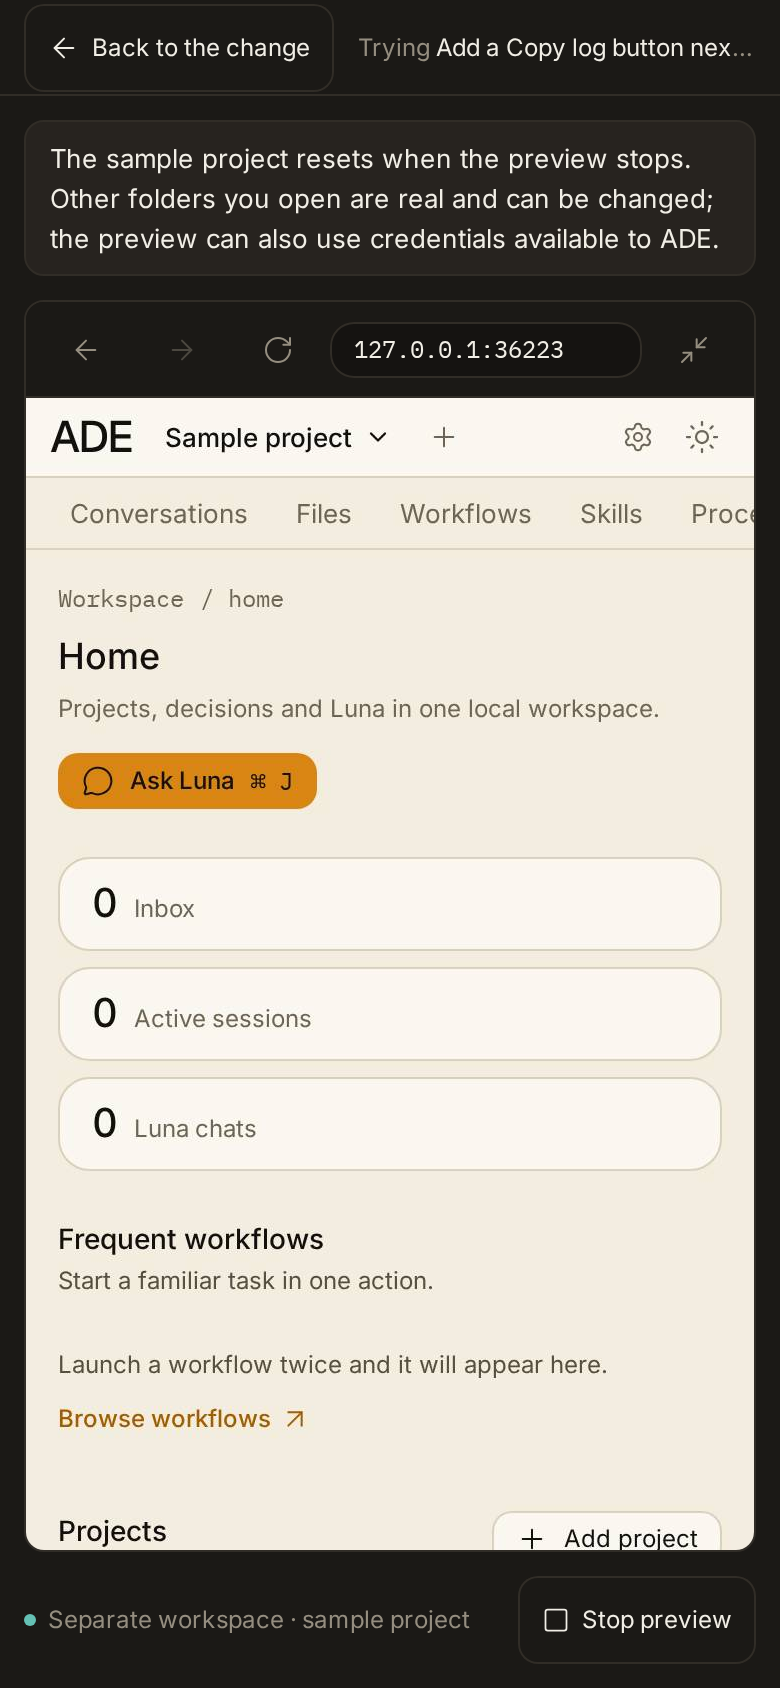 Back to the change
Trying Add a Copy log button nex...
The sample project resets when the preview stops.
Other folders you open are real and can be changed;
the preview can also use credentials available to ADE.
127.0.0.1:36223
ADE Sample project
Conversations Files Workflows Skills Proce
Workspace / home
Home
Projects, decisions and Luna in one local workspace.
Ask Luna ⌘ J
0 Inbox
0 Active sessions
0 Luna chats
Frequent workflows
Start a familiar task in one action.
Launch a workflow twice and it will appear here.
Browse workflows
Projects
Add project
Separate workspace · sample project
Stop preview